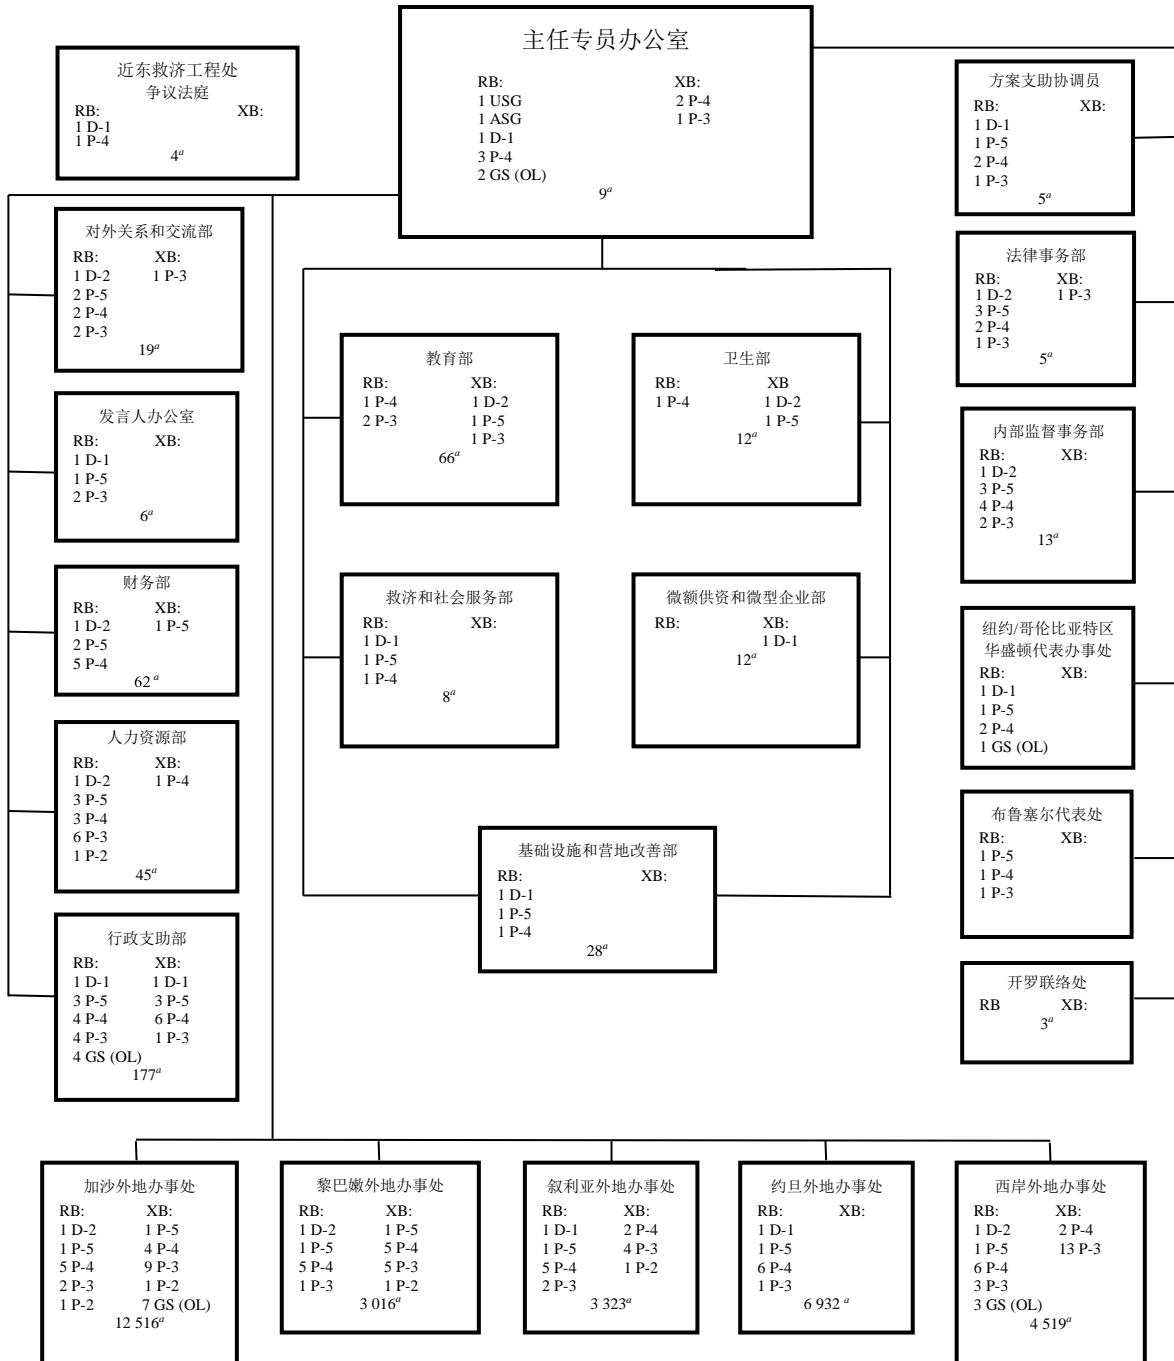 主任专员办公室
RB: XB:
1 USG 2 P-4
1 ASG 1 P-3
1 D-1
3 P-4
2 GS (OL)
9a
近东救济工程处
争议法庭
RB: XB:
1 D-1
1 P-4
4a
方案支助协调员
RB: XB:
1 D-1
1 P-5
2 P-4
1 P-3
5a
对外关系和交流部
RB: XB:
1 D-2 1 P-3
2 P-5
2 P-4
2 P-3
19a
法律事务部
RB: XB:
1 D-2 1 P-3
3 P-5
2 P-4
1 P-3
5a
教育部
RB: XB:
1 P-4 1 D-2
2 P-3 1 P-5
1 P-3
66a
卫生部
RB: XB
1 P-4 1 D-2
1 P-5
12a
发言人办公室
RB: XB:
1 D-1
1 P-5
2 P-3
6a
内部监督事务部
RB: XB:
1 D-2
3 P-5
4 P-4
2 P-3
13a
财务部
RB: XB:
1 D-2 1 P-5
2 P-5
5 P-4
62 a
救济和社会服务部
RB: XB:
1 D-1
1 P-5
1 P-4
8a
微额供资和微型企业部
RB: XB:
1 D-1
12a
纽约/哥伦比亚特区
华盛顿代表办事处
RB: XB:
1 D-1
1 P-5
2 P-4
1 GS (OL)
人力资源部
RB: XB:
1 D-2 1 P-4
3 P-5
3 P-4
6 P-3
1 P-2
45a
布鲁塞尔代表处
RB: XB:
1 P-5
1 P-4
1 P-3
基础设施和营地改善部
RB: XB:
1 D-1
1 P-5
1 P-4
28a
行政支助部
RB: XB:
1 D-1 1 D-1
3 P-5 3 P-5
4 P-4 6 P-4
4 P-3 1 P-3
4 GS (OL)
177a
开罗联络处
RB XB:
3a
加沙外地办事处
RB: XB:
1 D-2 1 P-5
1 P-5 4 P-4
5 P-4 9 P-3
2 P-3 1 P-2
1 P-2 7 GS (OL)
12 516a
黎巴嫩外地办事处
RB: XB:
1 D-2 1 P-5
1 P-5 5 P-4
5 P-4 5 P-3
1 P-3 1 P-2
3 016a
叙利亚外地办事处
RB: XB:
1 D-1 2 P-4
1 P-5 4 P-3
5 P-4 1 P-2
2 P-3
3 323a
约旦外地办事处
RB: XB:
1 D-1
1 P-5
6 P-4
1 P-3
6 932 a
西岸外地办事处
RB: XB:
1 D-2 2 P-4
1 P-5 13 P-3
6 P-4
3 P-3
3 GS (OL)
4 519a